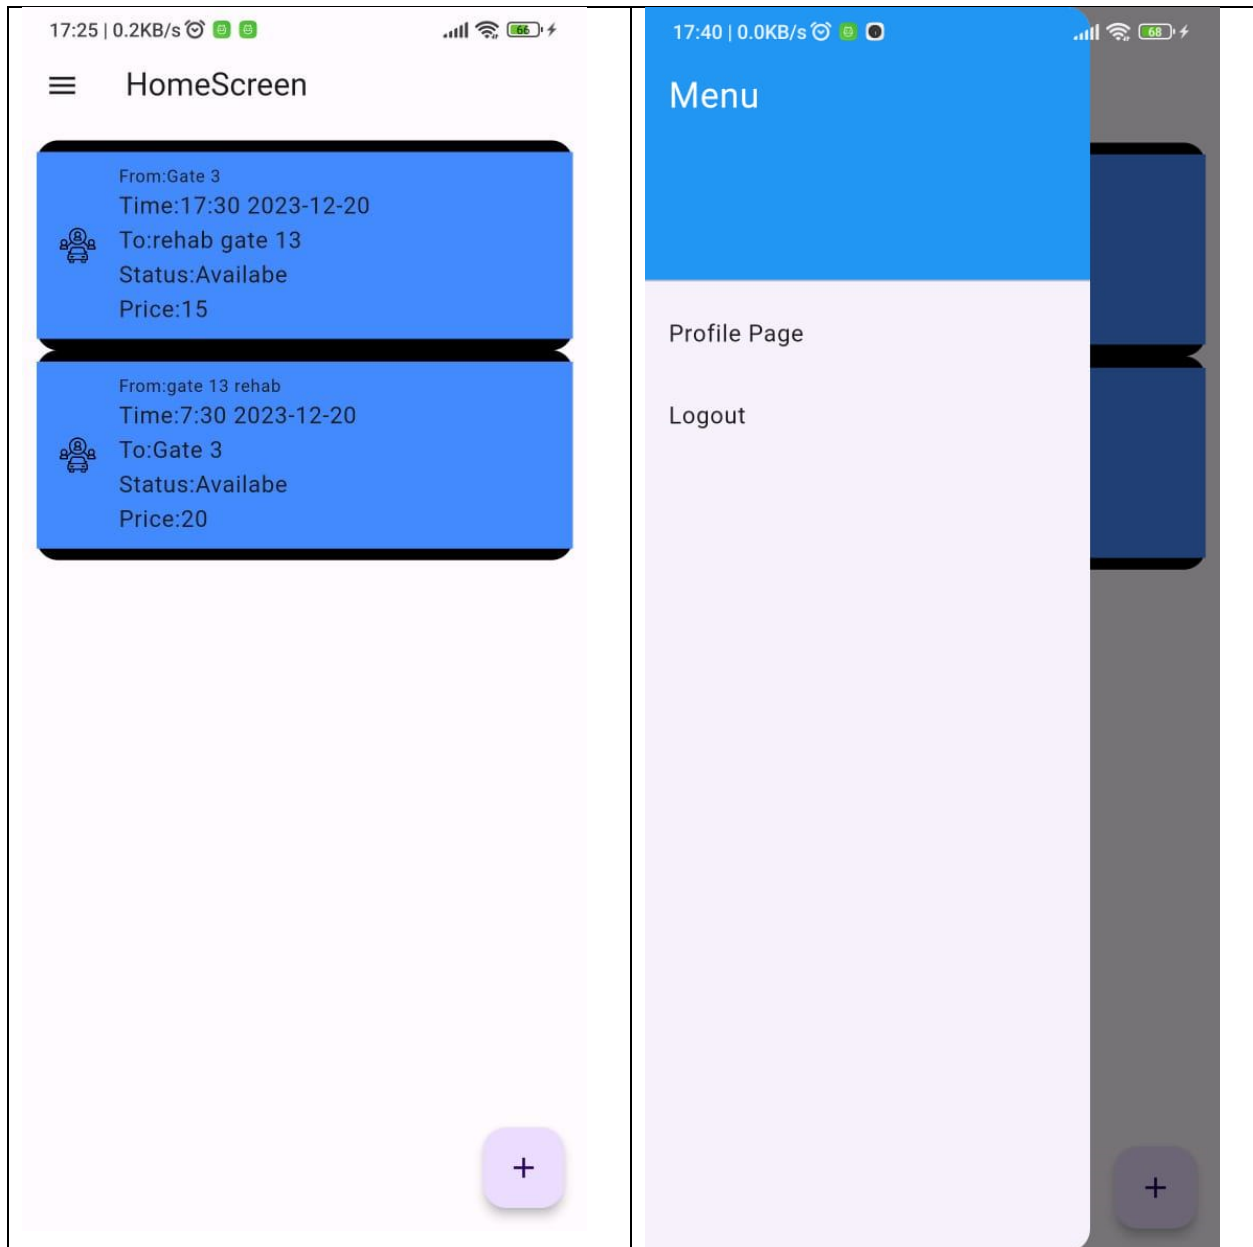 17:25 | 0.2KB/s
66
HomeScreen
From:Gate 3
Time:17:30 2023-12-20
To:rehab gate 13
Status:Availabe
Price:15
From:gate 13 rehab
Time:7:30 2023-12-20
To:Gate 3
Status:Availabe
Price:20
+
17:40 | 0.0KB/s
68
Menu
Profile Page
Logout
+